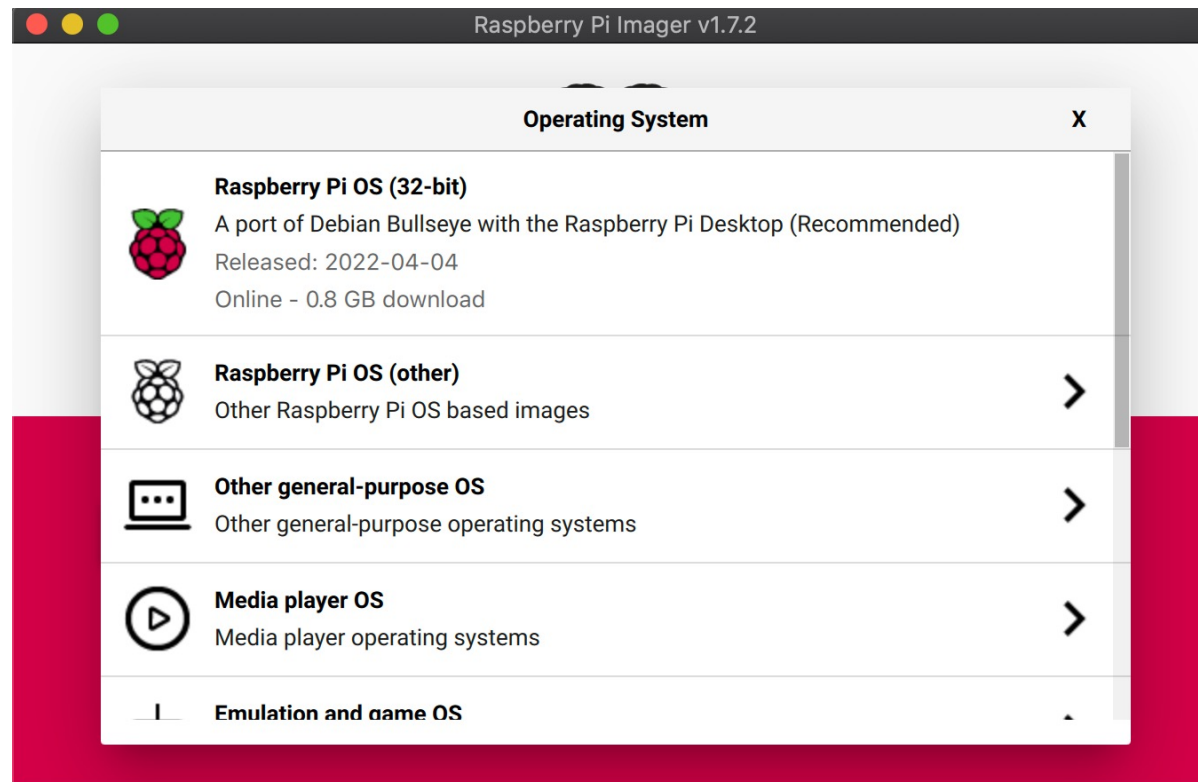 Raspberry Pi Imager v1.7.2
Operating System
X
Raspberry Pi OS (32-bit)
A port of Debian Bullseye with the Raspberry Pi Desktop (Recommended)
Released: 2022-04-04
Online - 0.8 GB download
Raspberry Pi OS (other)
Other Raspberry Pi OS based images
Other general-purpose OS
Other general-purpose operating systems
Media player OS
Media player operating systems
Emulation and game OS